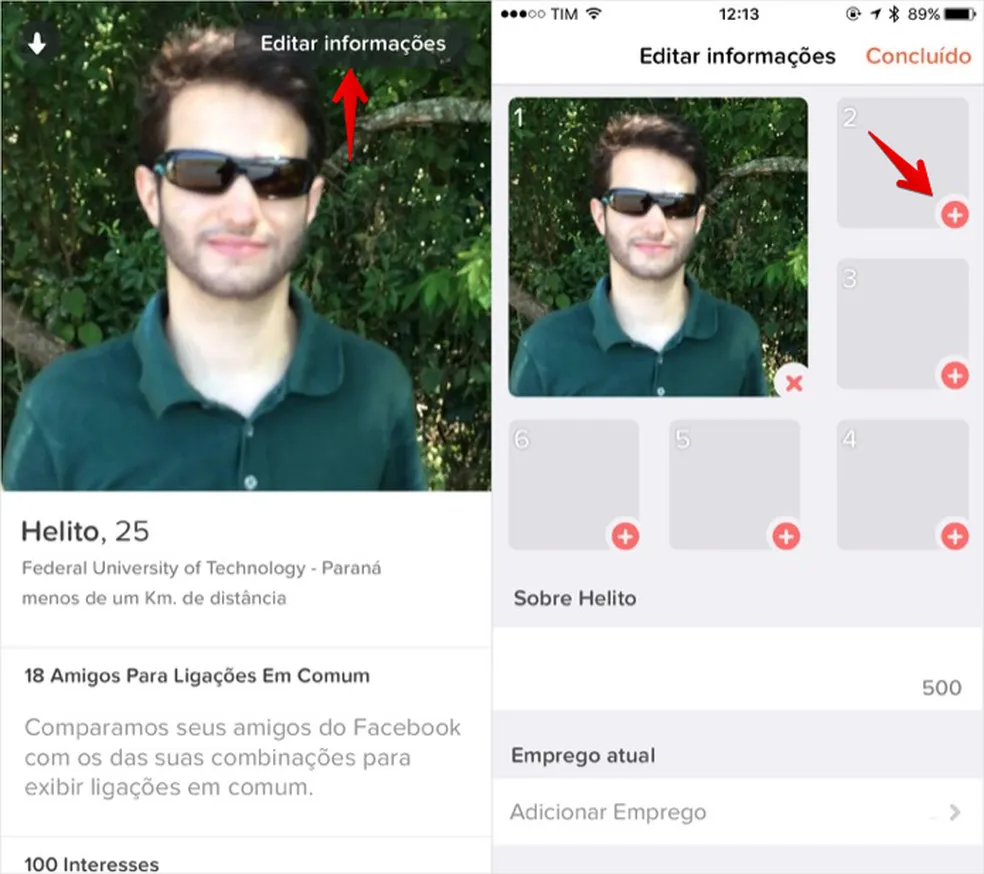 Editar informações
Helito, 25
Federal University of Technology - Paraná
menos de um Km. de distância
18 Amigos Para Ligações Em Comum
Comparamos seus amigos do Facebook
com os das suas combinações para
exibir ligações em comum.
100 Interesses
TIM 12:13 89%
Editar informações Concluído
1
2
3
6 5 4
Sobre Helito
500
Emprego atual
Adicionar Emprego